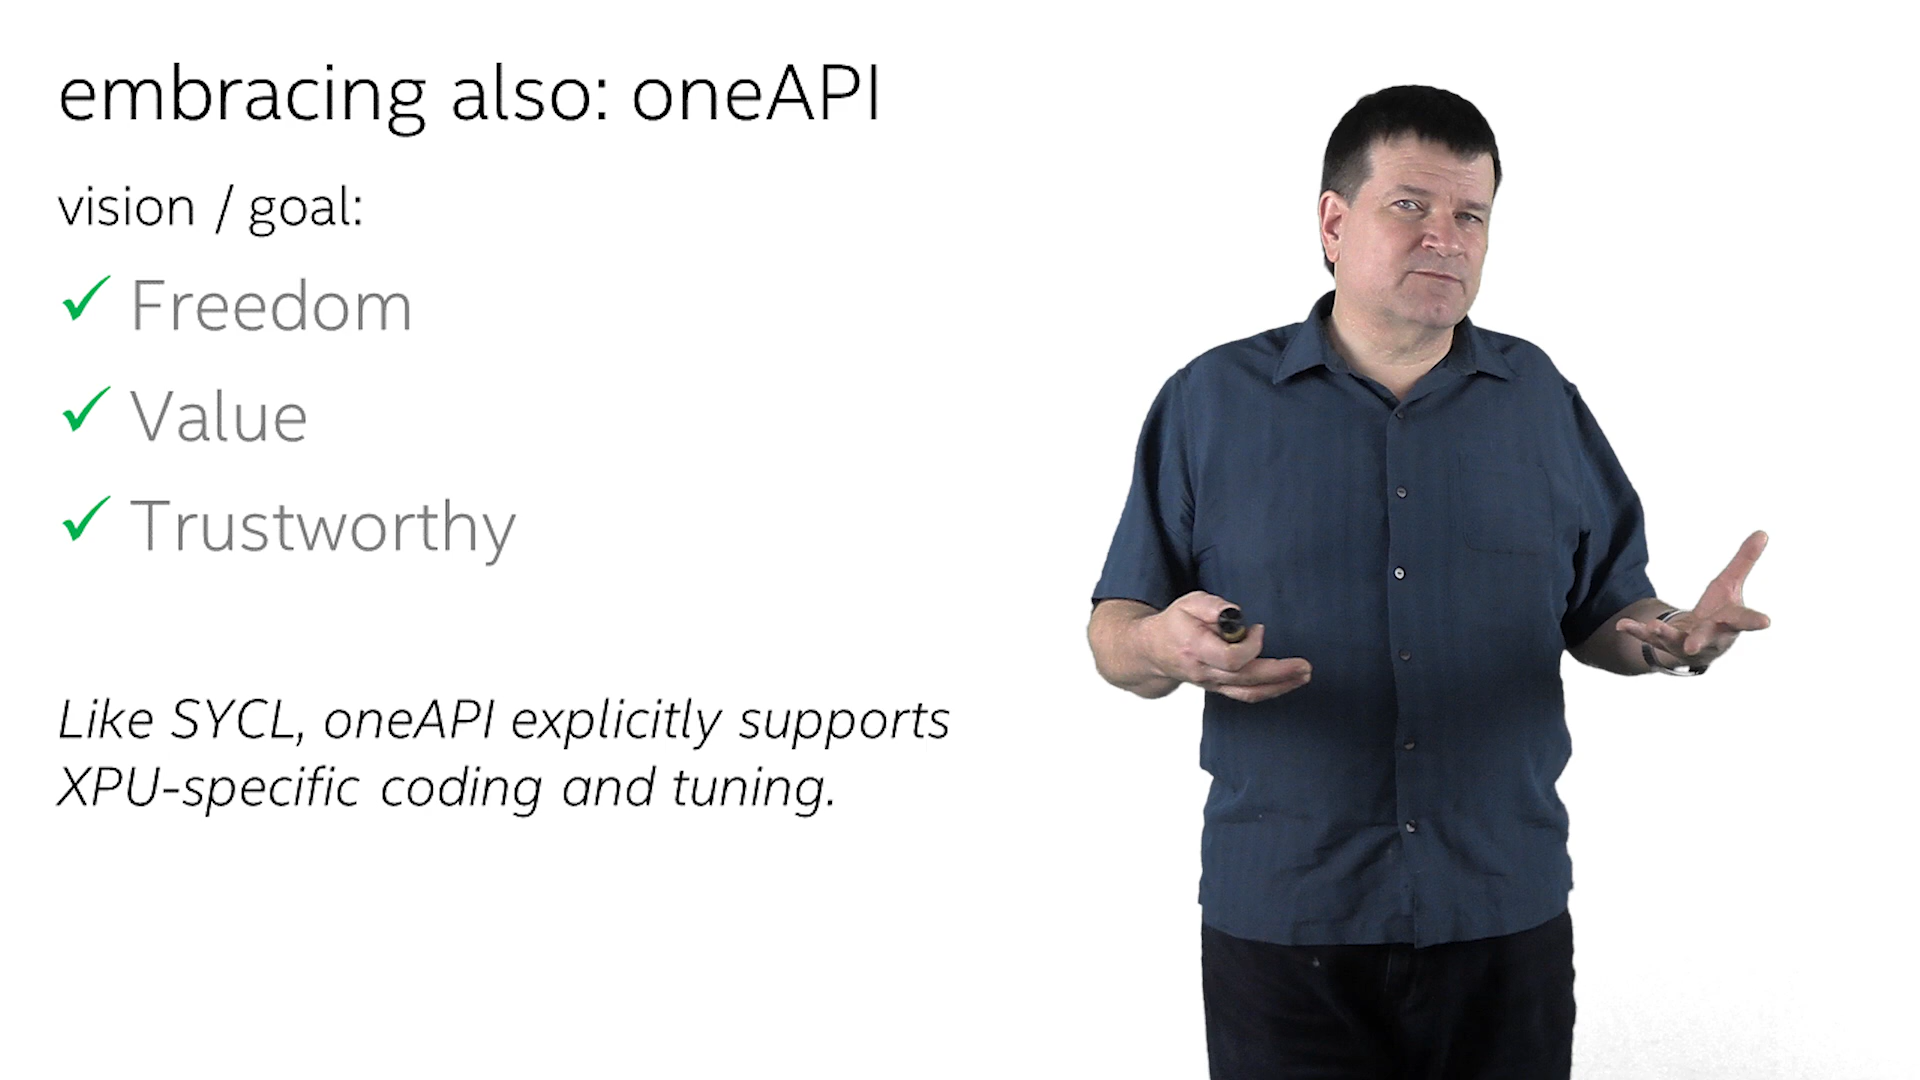 embracing also: oneAPI
vision / goal:
✓ Freedom
✓ Value
✓ Trustworthy
Like SYCL, oneAPI explicitly supports
XPU-specific coding and tuning.